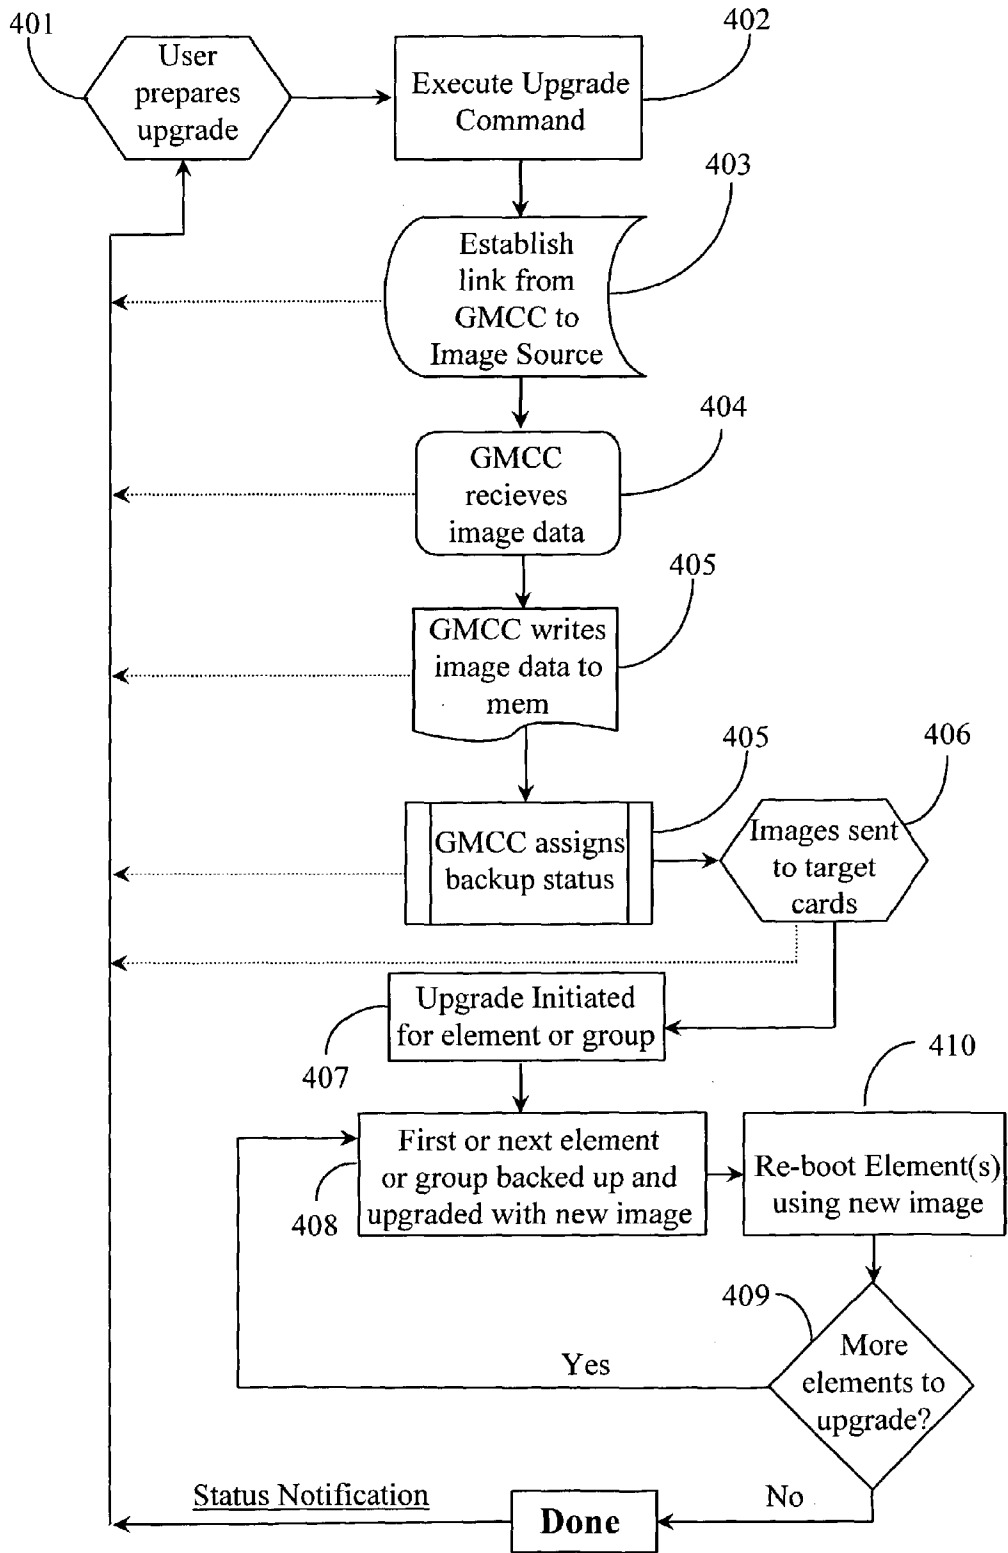 401
User
prepares
upgrade
402
Execute Upgrade
Command
403
Establish
link from
GMCC to
Image Source
404
GMCC
recieves
image data
405
GMCC writes
image data to
mem
405
GMCC assigns
backup status
406
Images sent
to target
cards
Upgrade Initiated
for element or group
407
First or next element
or group backed up and
upgraded with new image
408
410
Re-boot Element(s)
using new image
409
More
elements to
upgrade?
Yes
No
Done
Status Notification